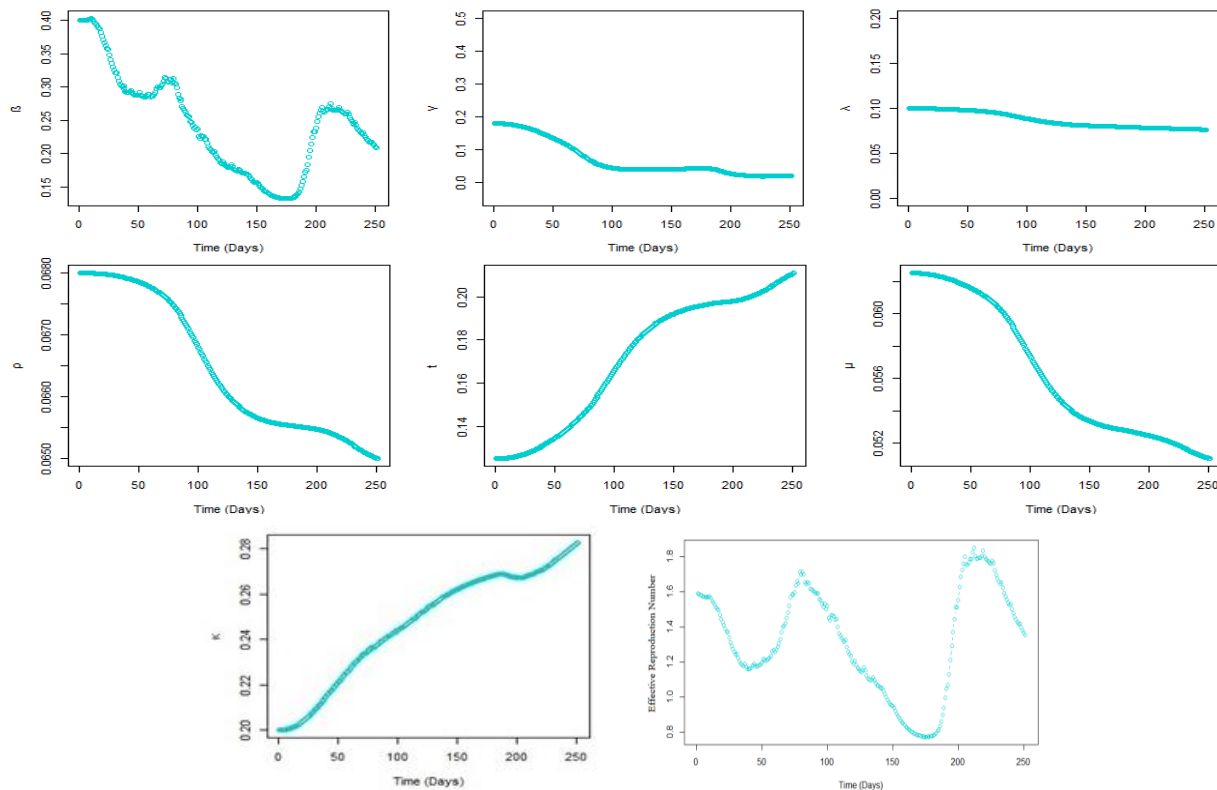 0.40
0.35
0.30
0.25
0.20
0.15
ß
0 50 100 150 200 250
Time (Days)
0.5
0.4
0.3
0.2
0.1
0.0
γ
0 50 100 150 200 250
Time (Days)
0.20
0.15
0.10
0.05
0.00
λ
0 50 100 150 200 250
Time (Days)
0.0680
0.0670
0.0660
0.0650
ρ
0 50 100 150 200 250
Time (Days)
0.20
0.18
0.16
0.14
t
0 50 100 150 200 250
Time (Days)
0.060
0.056
0.052
µ
0 50 100 150 200 250
Time (Days)
0.28
0.26
0.24
0.22
0.20
K
0 50 100 150 200 250
Time (Days)
1.8
1.6
1.4
1.2
1.0
0.8
Effective Reproduction Number
0 50 100 150 200 250
Time (Days)